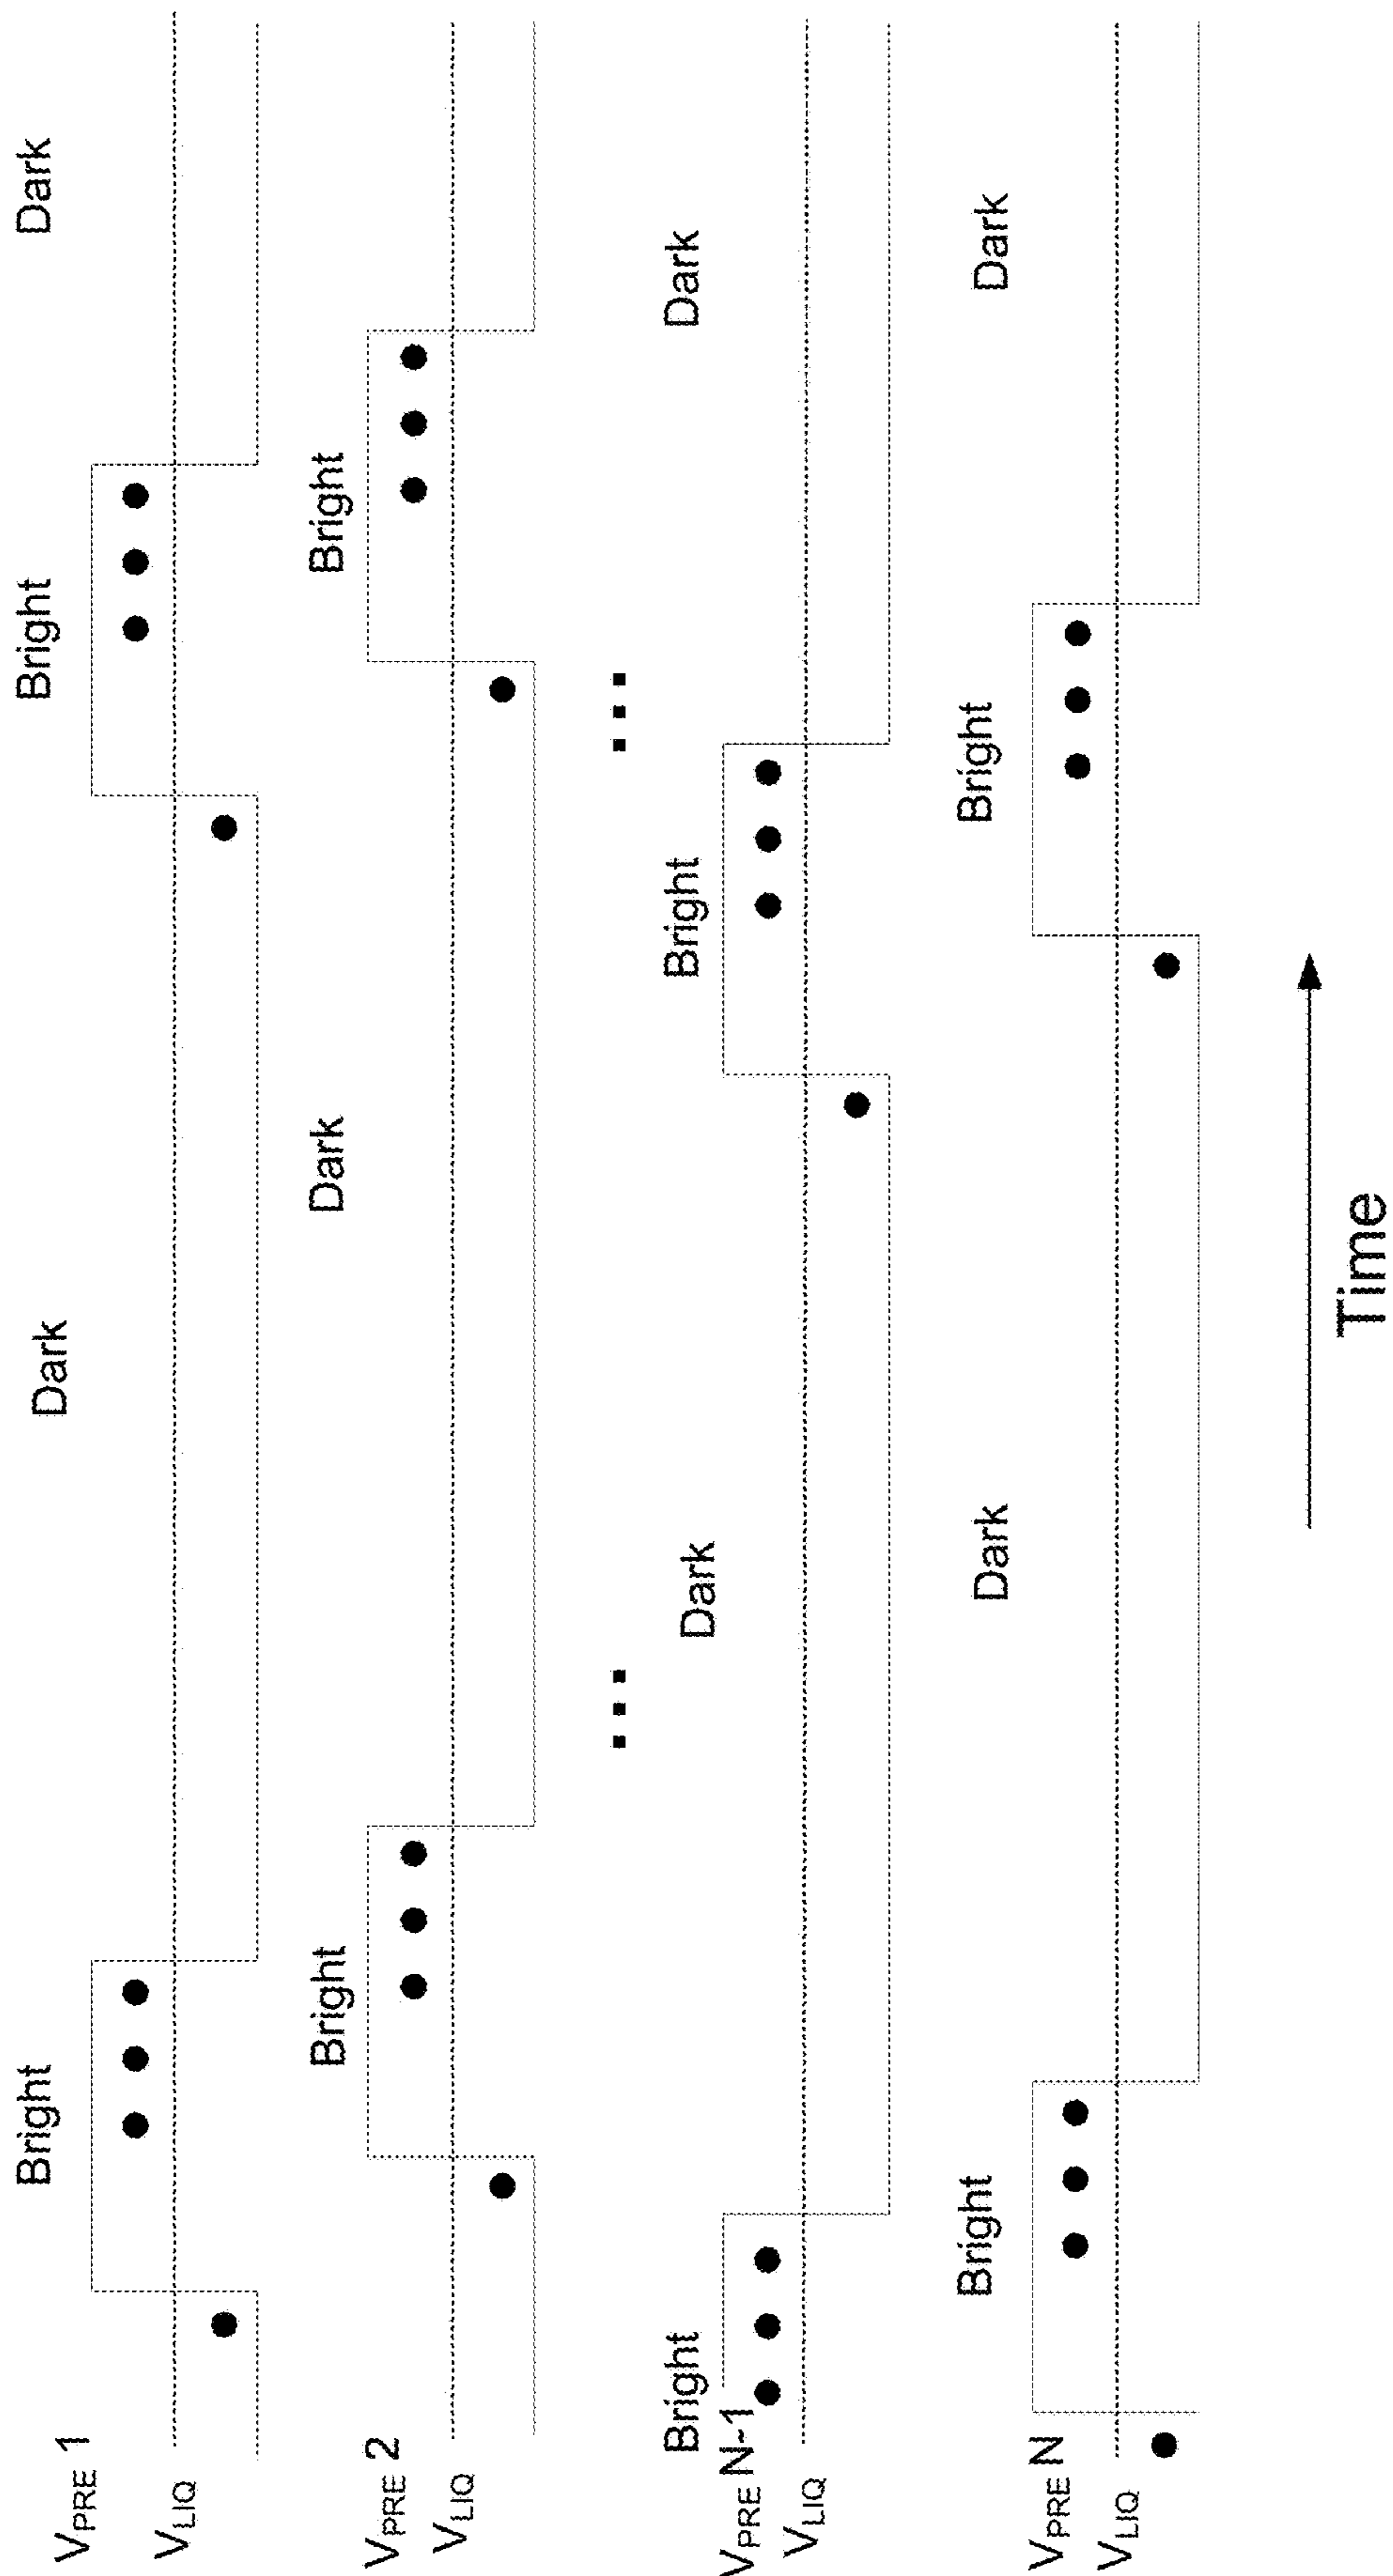 Bright Dark Bright Dark
VPRE 1
VLIQ
Bright Dark Bright
VPRE 2
VLIQ
... ...
Bright Dark Bright Dark
VPRE N-1
VLIQ
Bright Dark Bright Dark
VPRE N
VLIQ
Time